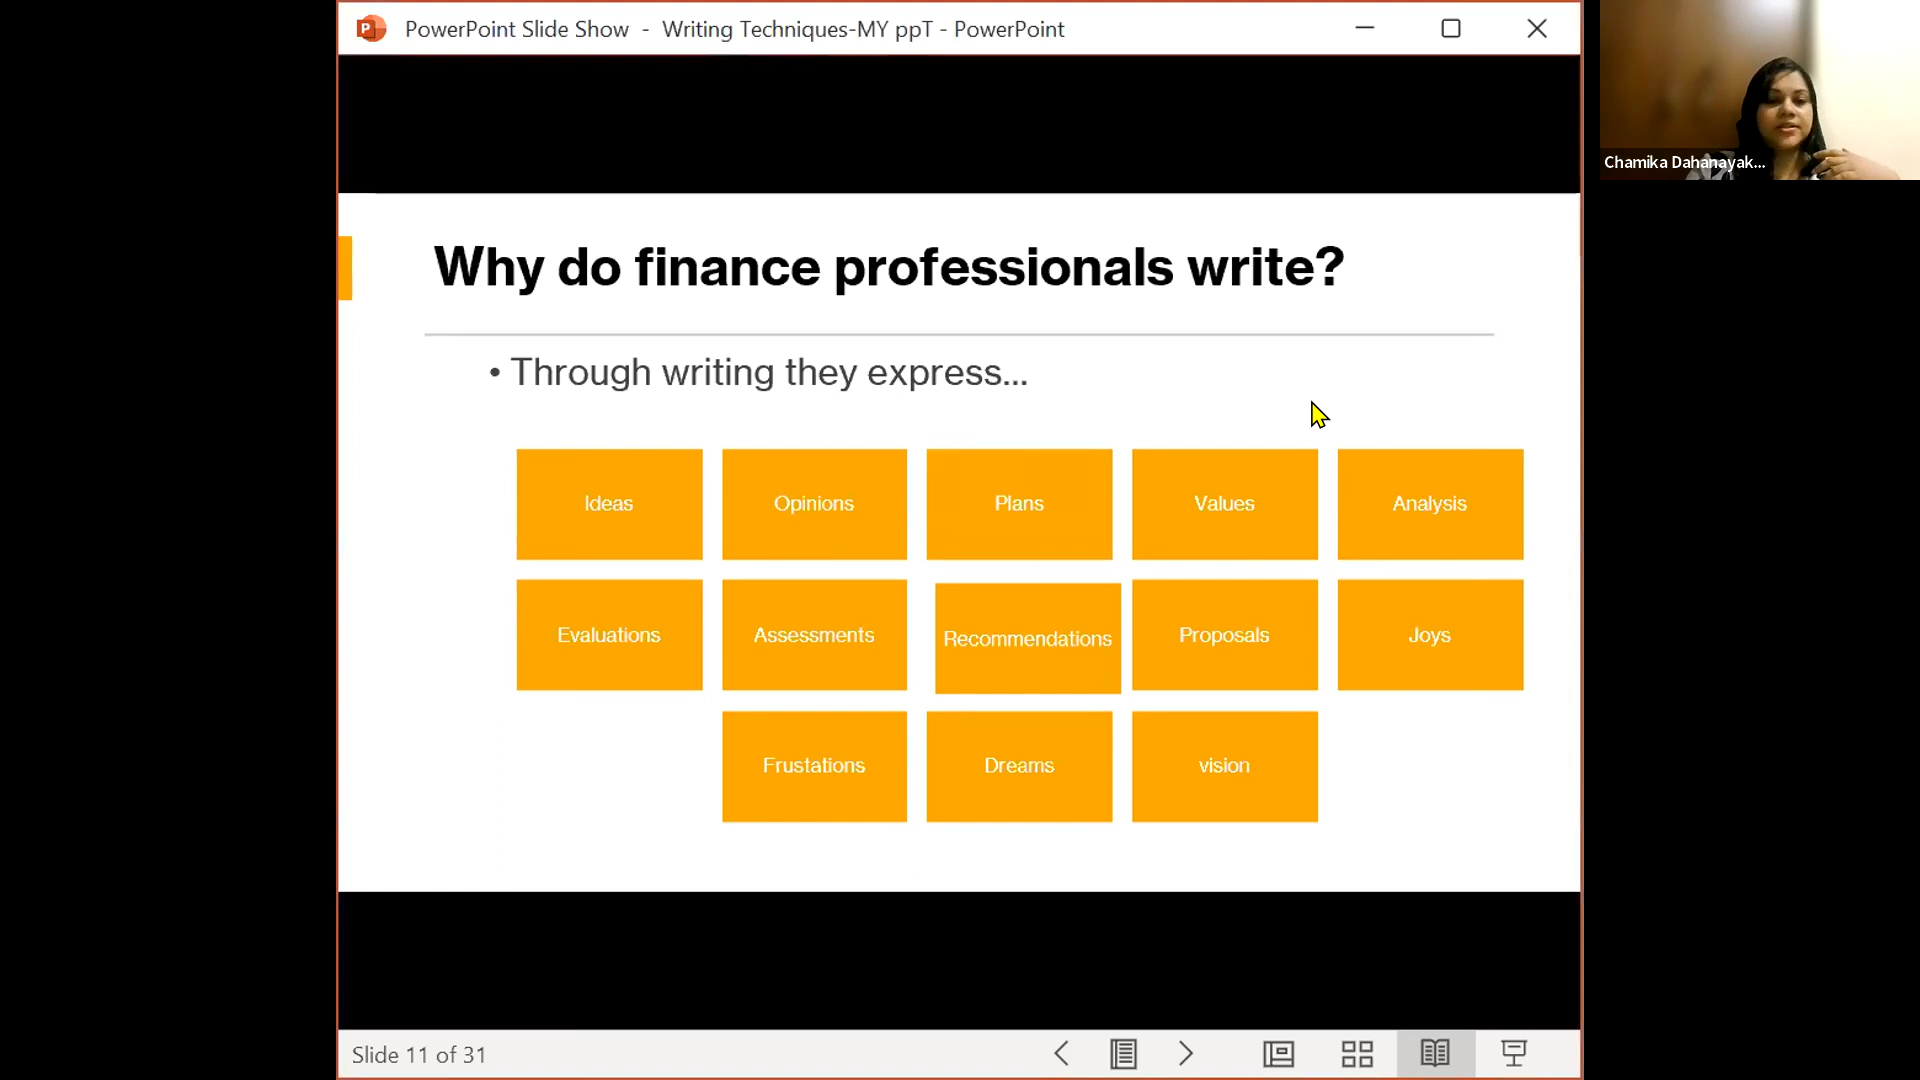 PowerPoint Slide Show - Writing Techniques-MY ppT - PowerPoint
Chamika Dahanayak...
Why do finance professionals write?
• Through writing they express...
Ideas
Opinions
Plans
Values
Analysis
Evaluations
Assessments
Recommendations
Proposals
Joys
Frustations
Dreams
vision
Slide 11 of 31